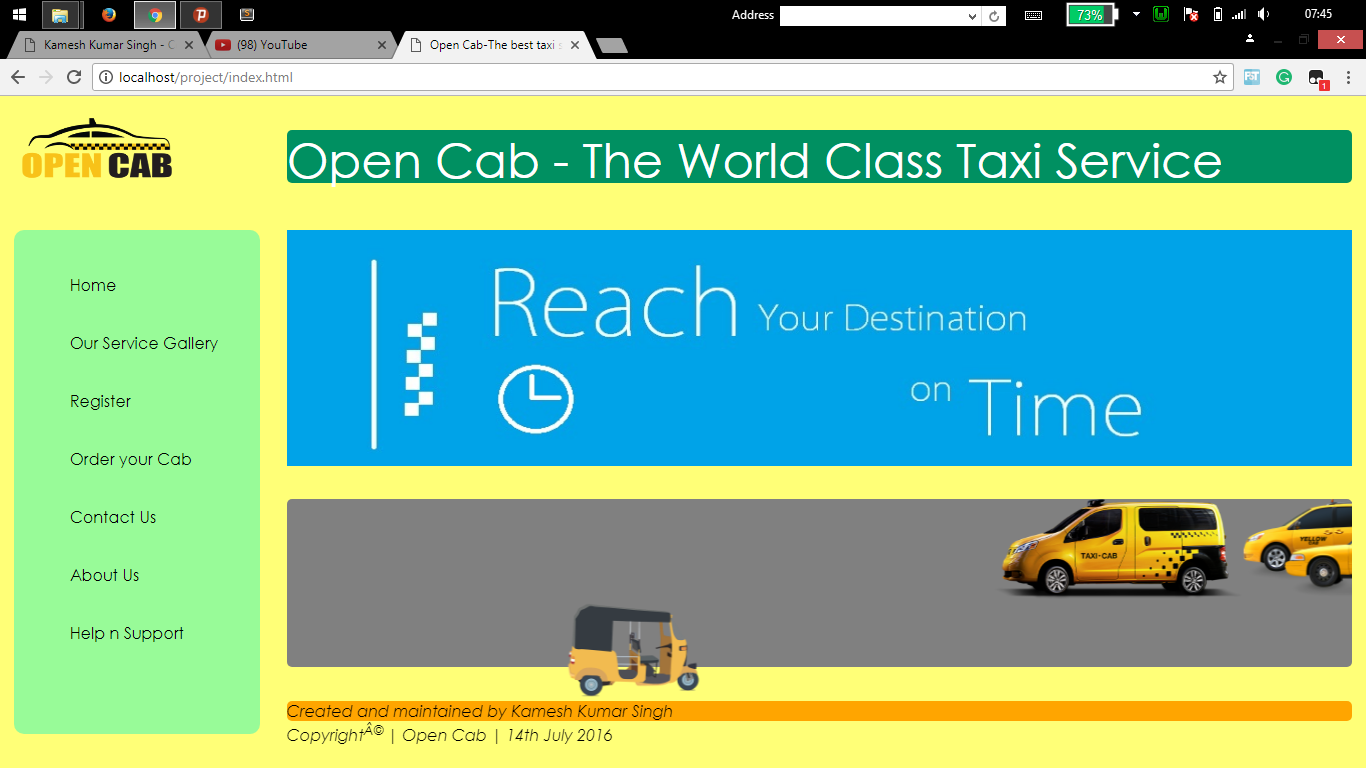 Address
73%
07:45
Kamesh Kumar Singh - C
(98) YouTube
Open Cab-The best taxi s
localhost/project/index.html
1
OPEN CAB
Open Cab - The World Class Taxi Service
Home
Our Service Gallery
Register
Order your Cab
Contact Us
About Us
Help n Support
Reach Your Destination
on Time
TAXI-CAB
YELLOW
CAB
Created and maintained by Kamesh Kumar Singh
CopyrightÂ© | Open Cab | 14th July 2016